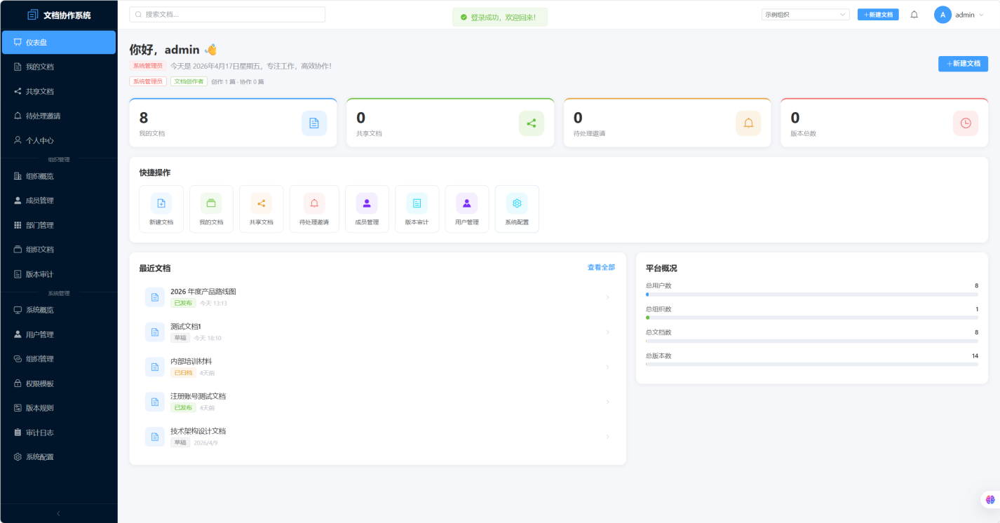 文档协作系统
搜索文档...
登录成功，欢迎回来！
示例组织
+新建文档
A
admin
仪表盘
我的文档
共享文档
待处理邀请
个人中心
组织管理
组织概览
成员管理
部门管理
组织文档
版本审计
系统管理
系统概览
用户管理
组织管理
权限模板
版本规则
审计日志
系统配置
你好，admin 👋
系统管理员 今天是 2026年4月17日星期五，专注工作，高效协作！
系统管理员 文档创作者 创作 1 篇 · 协作 0 篇
+新建文档
8
我的文档
0
共享文档
0
待处理邀请
0
版本总数
快捷操作
新建文档
我的文档
共享文档
待处理邀请
成员管理
版本审计
用户管理
系统配置
最近文档
查看全部
2026 年度产品路线图
已发布 今天 13:13
测试文档1
草稿 今天 18:10
内部培训材料
已归档 4天前
注册账号测试文档
已发布 4天前
技术架构设计文档
草稿 2026/4/9
平台概况
总用户数 8
总组织数 1
总文档数 8
总版本数 14